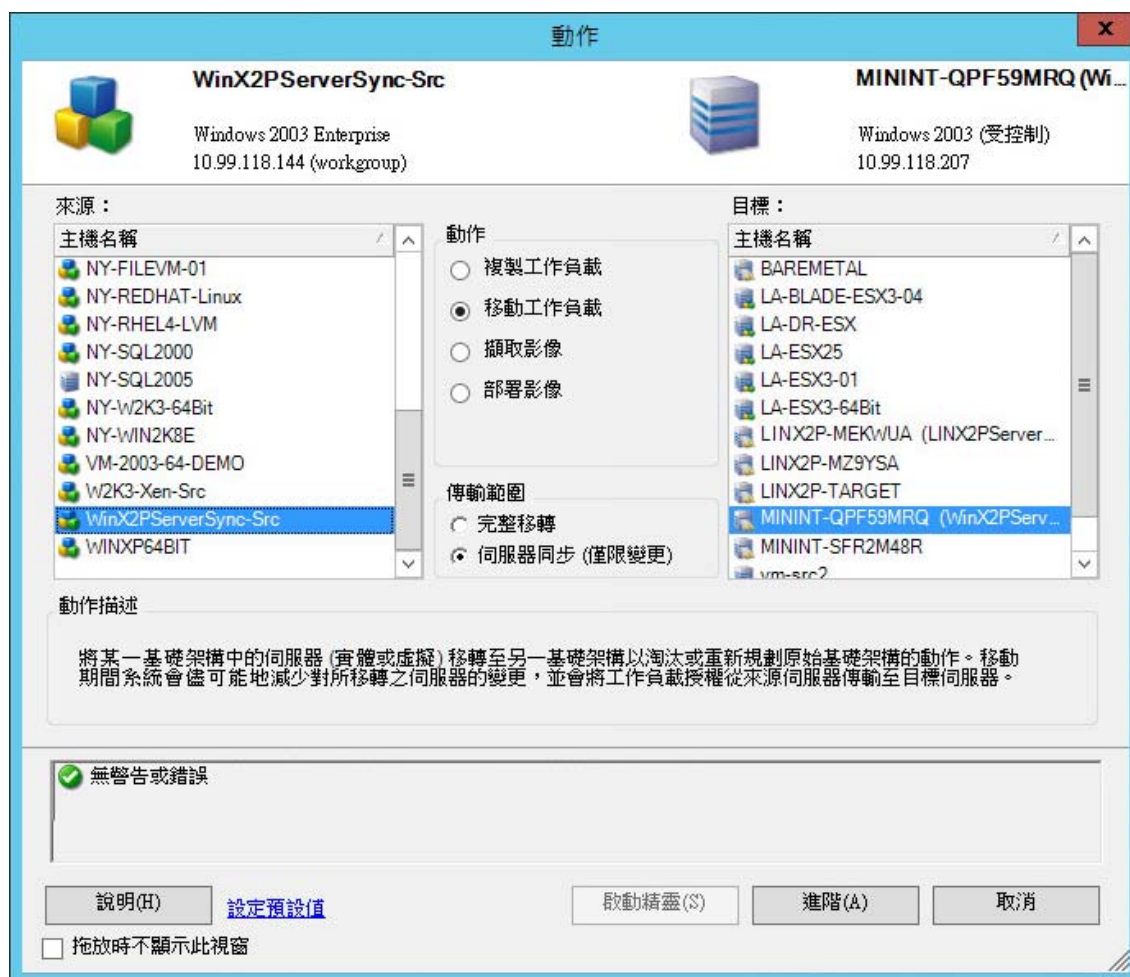 動作
x
WinX2PServerSync-Src
Windows 2003 Enterprise
10.99.118.144 (workgroup)
MININT-QPF59MRQ (Wi...
Windows 2003 (受控制)
10.99.118.207
來源：
主機名稱
NY-FILEVM-01
NY-REDHAT-Linux
NY-RHEL4-LVM
NY-SQL2000
NY-SQL2005
NY-W2K3-64Bit
NY-WIN2K8E
VM-2003-64-DEMO
W2K3-Xen-Src
WinX2PServerSync-Src
WINXP64BIT
動作
複製工作負載
移動工作負載
擷取影像
部署影像
傳輸範圍
完整移轉
伺服器同步 (僅限變更)
目標：
主機名稱
BAREMETAL
LA-BLADE-ESX3-04
LA-DR-ESX
LA-ESX25
LA-ESX3-01
LA-ESX3-64Bit
LINX2P-MEKWUA (LINX2PServer...
LINX2P-MZ9YSA
LINX2P-TARGET
MININT-QPF59MRQ (WinX2PServ...
MININT-SFR2M48R
vm-src2
動作描述
將某一基礎架構中的伺服器 (實體或虛擬) 移轉至另一基礎架構以淘汰或重新規劃原始基礎架構的動作。移動
期間系統會儘可能地減少對所移轉之伺服器的變更，並會將工作負載授權從來源伺服器傳輸至目標伺服器。
無警告或錯誤
說明(H)
設定預設值
啟動精靈(S)
進階(A)
取消
拖放時不顯示此視窗